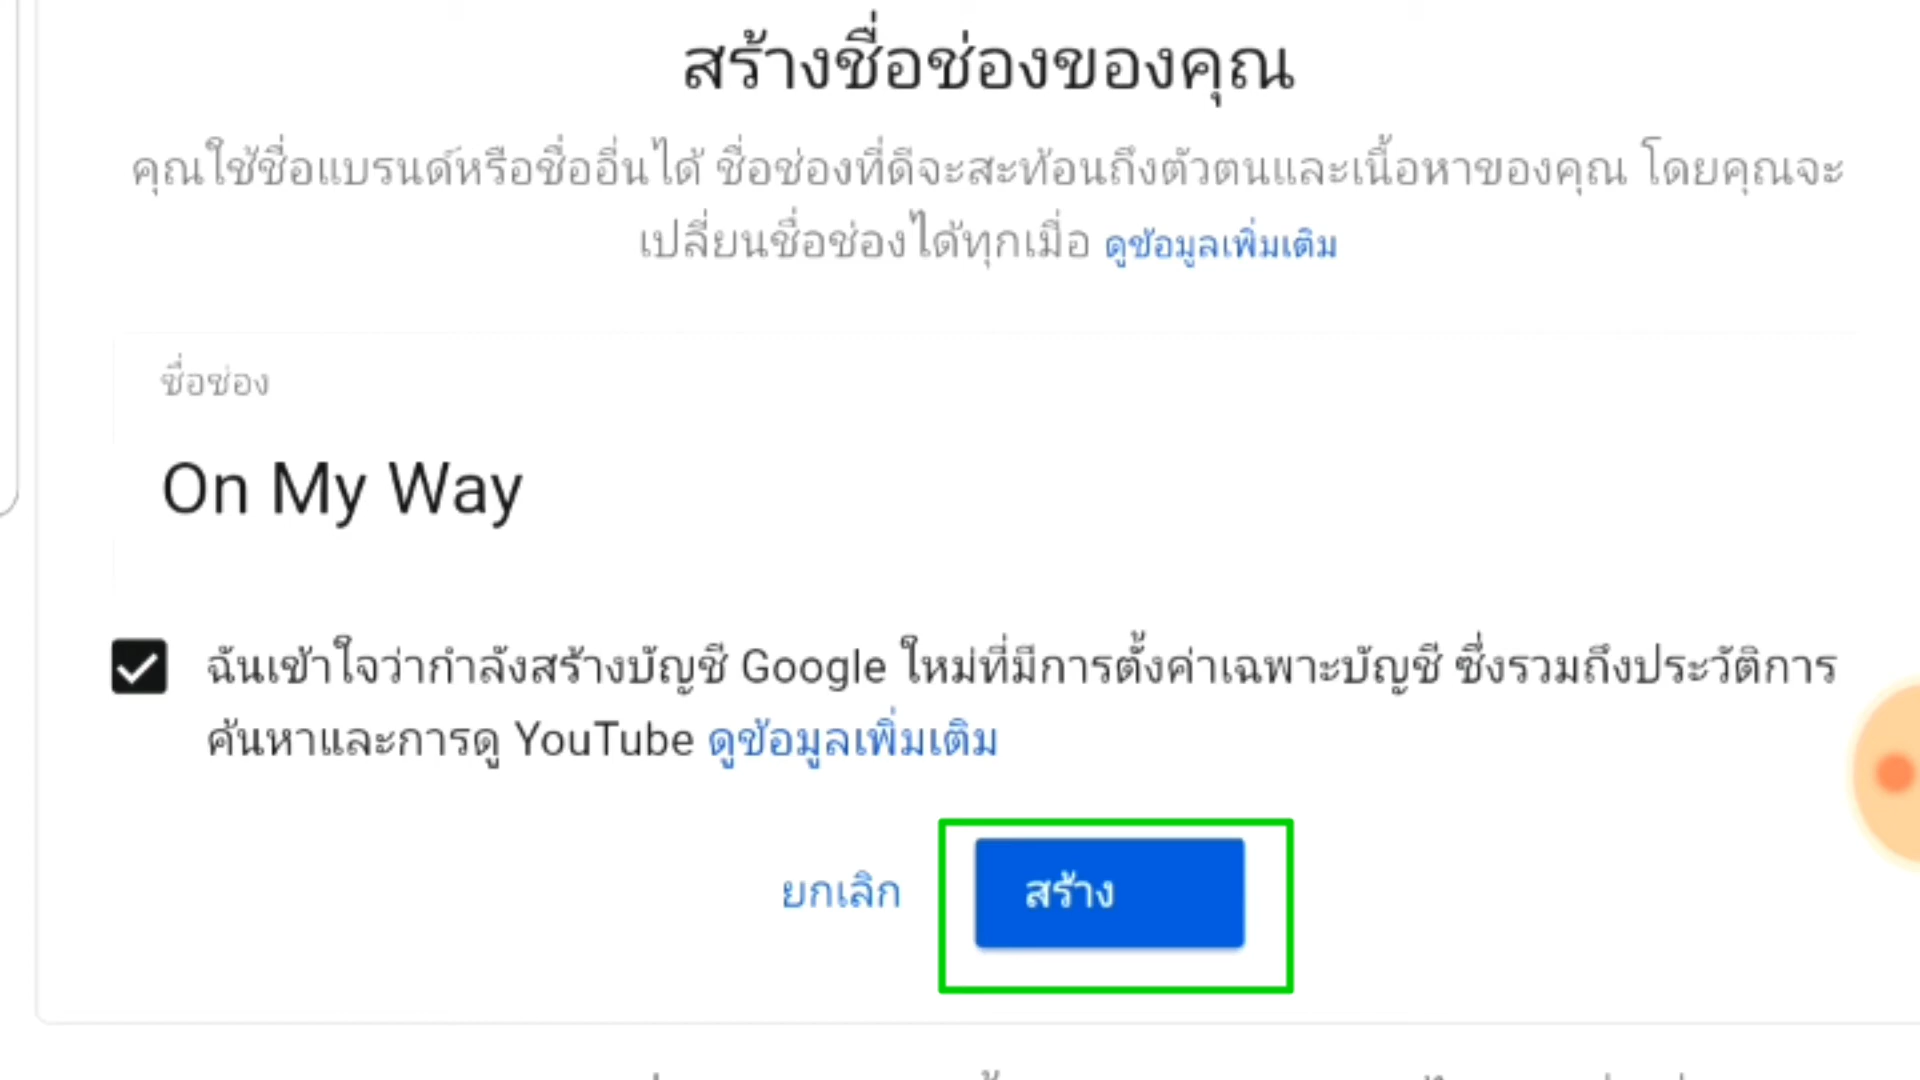 สร้างชื่อช่องของคุณ
คุณใช้ชื่อแบรนด์หรือชื่ออื่นได้ ชื่อช่องที่ดีจะสะท้อนถึงตัวตนและเนื้อหาของคุณ โดยคุณจะ
เปลี่ยนชื่อช่องได้ทุกเมื่อ ดูข้อมูลเพิ่มเติม
ชื่อช่อง
On My Way
ฉันเข้าใจว่ากำลังสร้างบัญชี Google ใหม่ที่มีการตั้งค่าเฉพาะบัญชี ซึ่งรวมถึงประวัติการ
ค้นหาและการดู YouTube ดูข้อมูลเพิ่มเติม
ยกเลิก
สร้าง